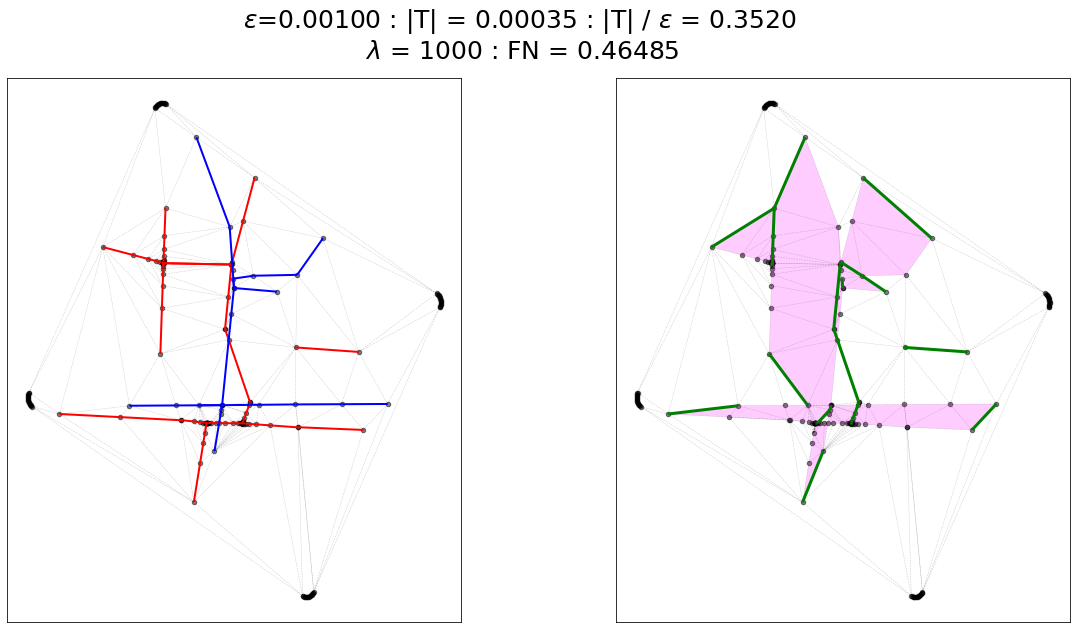 ε=0.00100 : |T| = 0.00035 : |T| / ε = 0.3520
λ = 1000 : FN = 0.46485